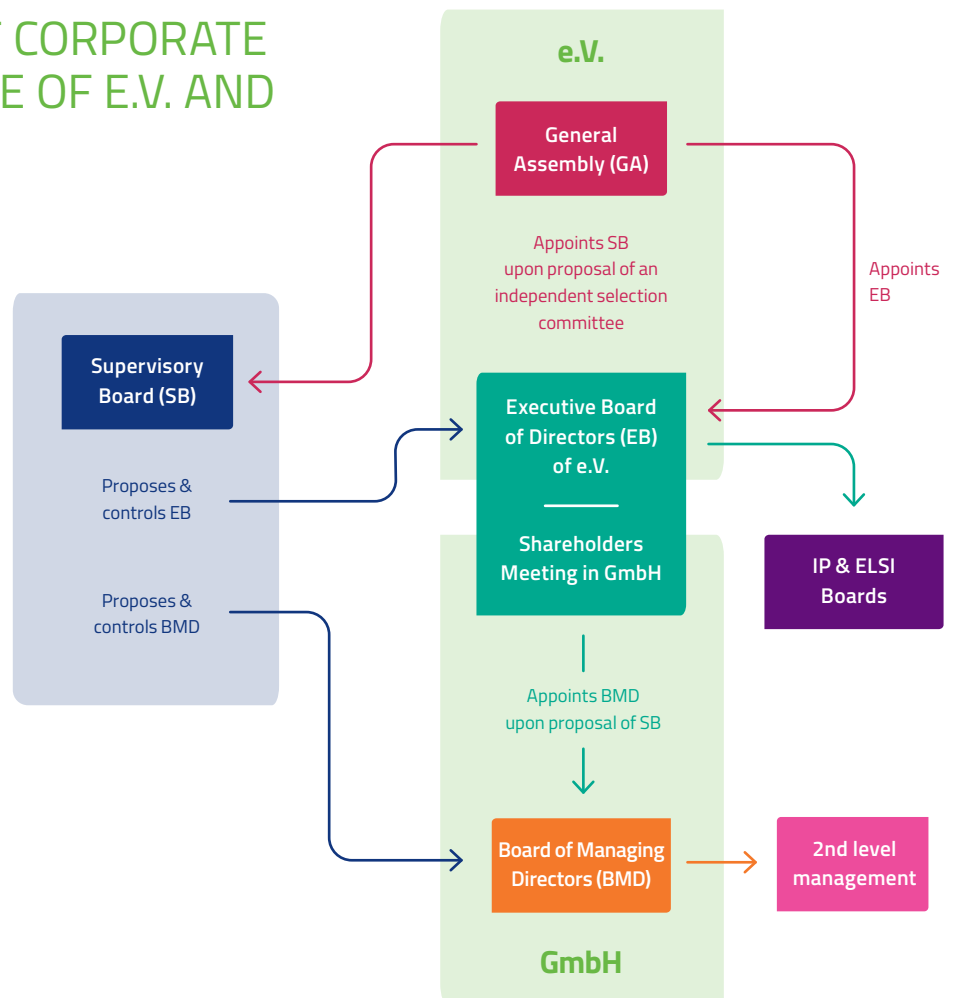 CORPORATE
E OF E.V. AND
e.V.
General
Assembly (GA)
Appoints SB
upon proposal of an
independent selection
committee
Appoints
EB
Supervisory
Board (SB)
Executive Board
of Directors (EB)
of e.V.
Shareholders
Meeting in GmbH
Proposes &
controls EB
Proposes &
controls BMD
IP & ELSI
Boards
Appoints BMD
upon proposal of SB
Board of Managing
Directors (BMD)
2nd level
management
GmbH